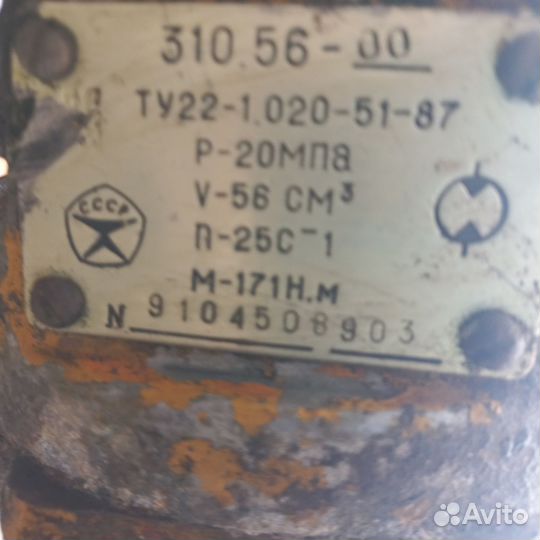 310.56-00
ТУ22-1.020-51-87
Р-20МПа
V-56 СМ³
СССР
П-25С⁻1
М-171Н.м
N 9104508903
Avito